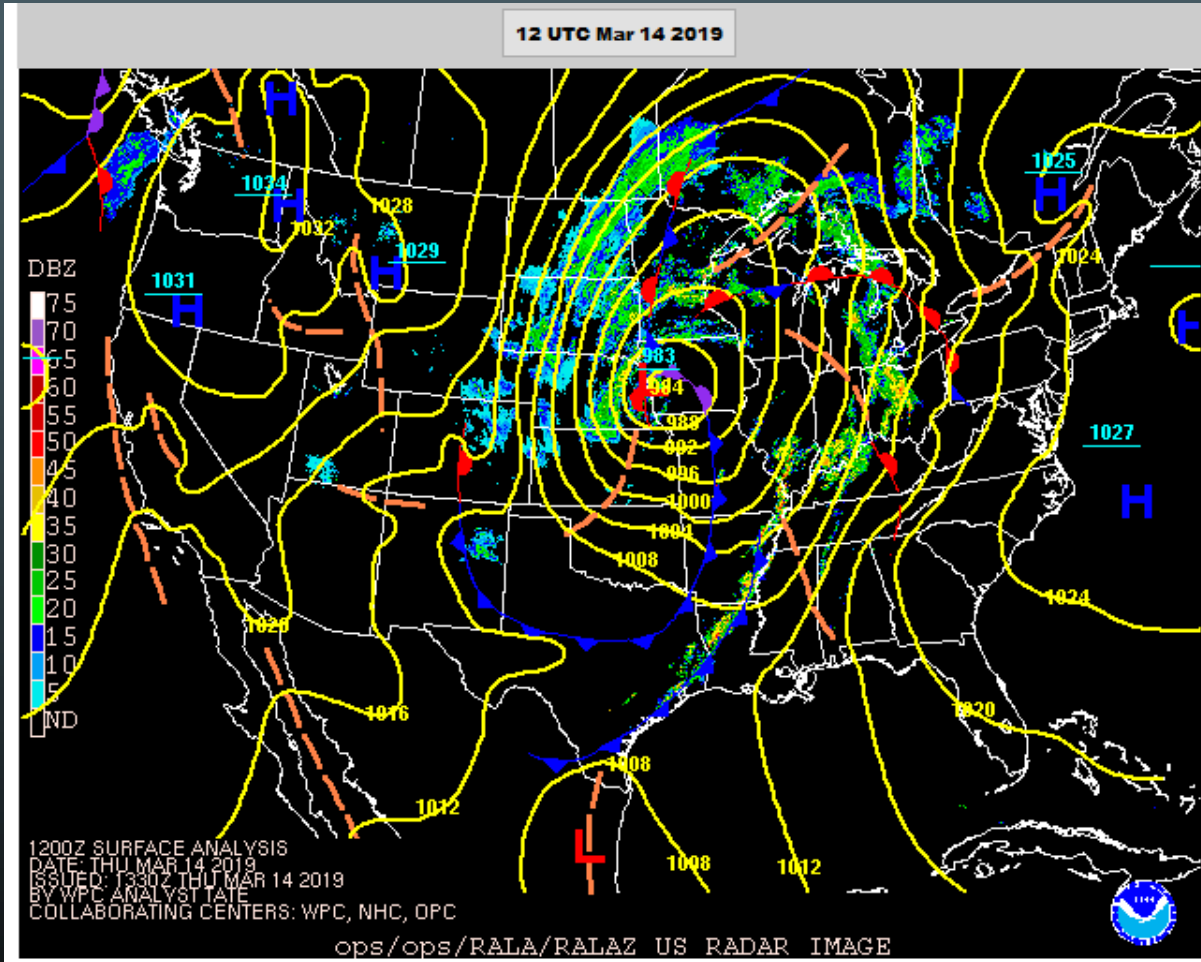 12 UTC Mar 14 2019
H
1034
H
1032
1028
1029
H
1031
H
1025
H
1024
H
DBZ
75
70
65
60
55
50
45
40
35
30
25
20
15
10
5
ND
983
L
984
988
992
996
1000
1004
1008
1027
H
1024
1020
1020
1016
1012
1008
L
1008
1012
1200Z SURFACE ANALYSIS
DATE: THU MAR 14 2019
ISSUED: 1330Z THU MAR 14 2019
BY WPC ANALYST TATE
COLLABORATING CENTERS: WPC, NHC, OPC
ops/ops/RALA/RALAZ US RADAR IMAGE